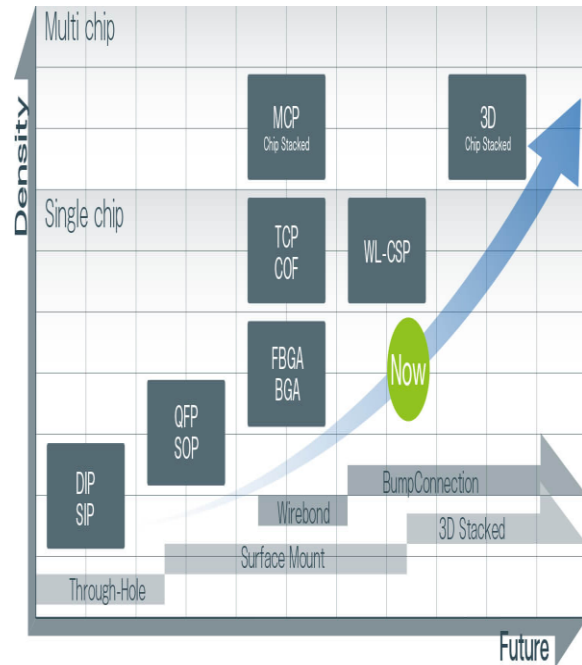 Multi chip
Density
MCP
Chip Stacked
3D
Chip Stacked
Single chip
TCP
COF
WL-CSP
FBGA
BGA
Now
QFP
SOP
DIP
SIP
BumpConnection
Wirebond
3D Stacked
Surface Mount
Through-Hole
Future